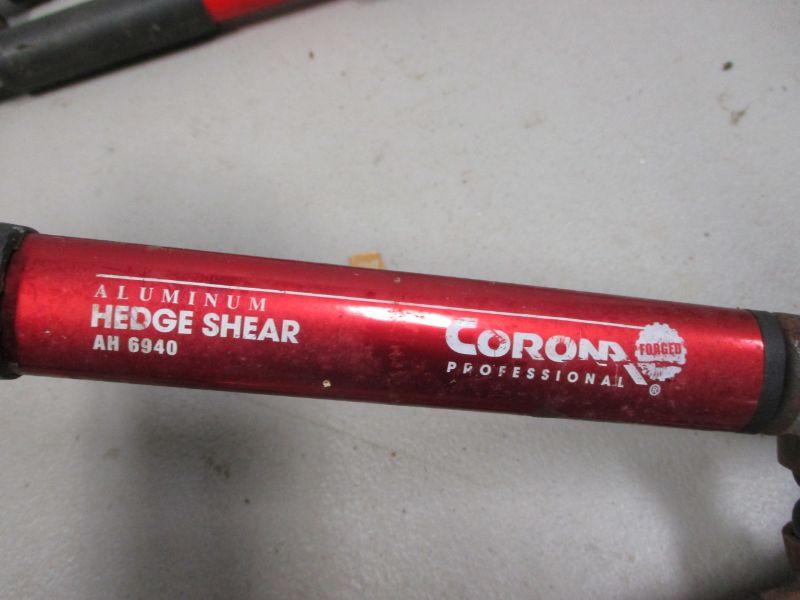 ALUMINUM
HEDGE SHEAR
AH 6940
CORONA
PROFESSIONAL
FORGED
®